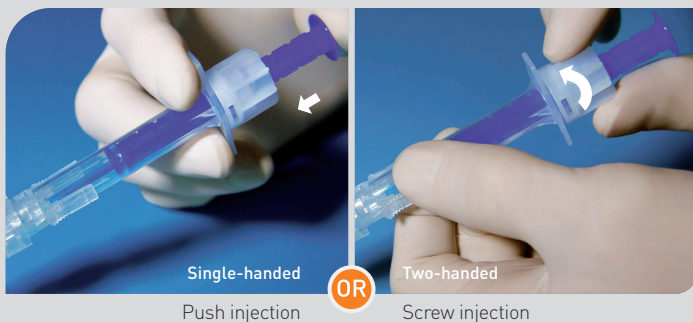 Single-handed
Two-handed
OR
Push injection
Screw injection